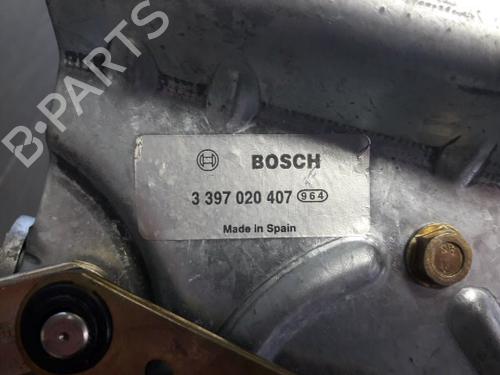 B-PARTS
BOSCH
3 397 020 407 964
Made in Spain